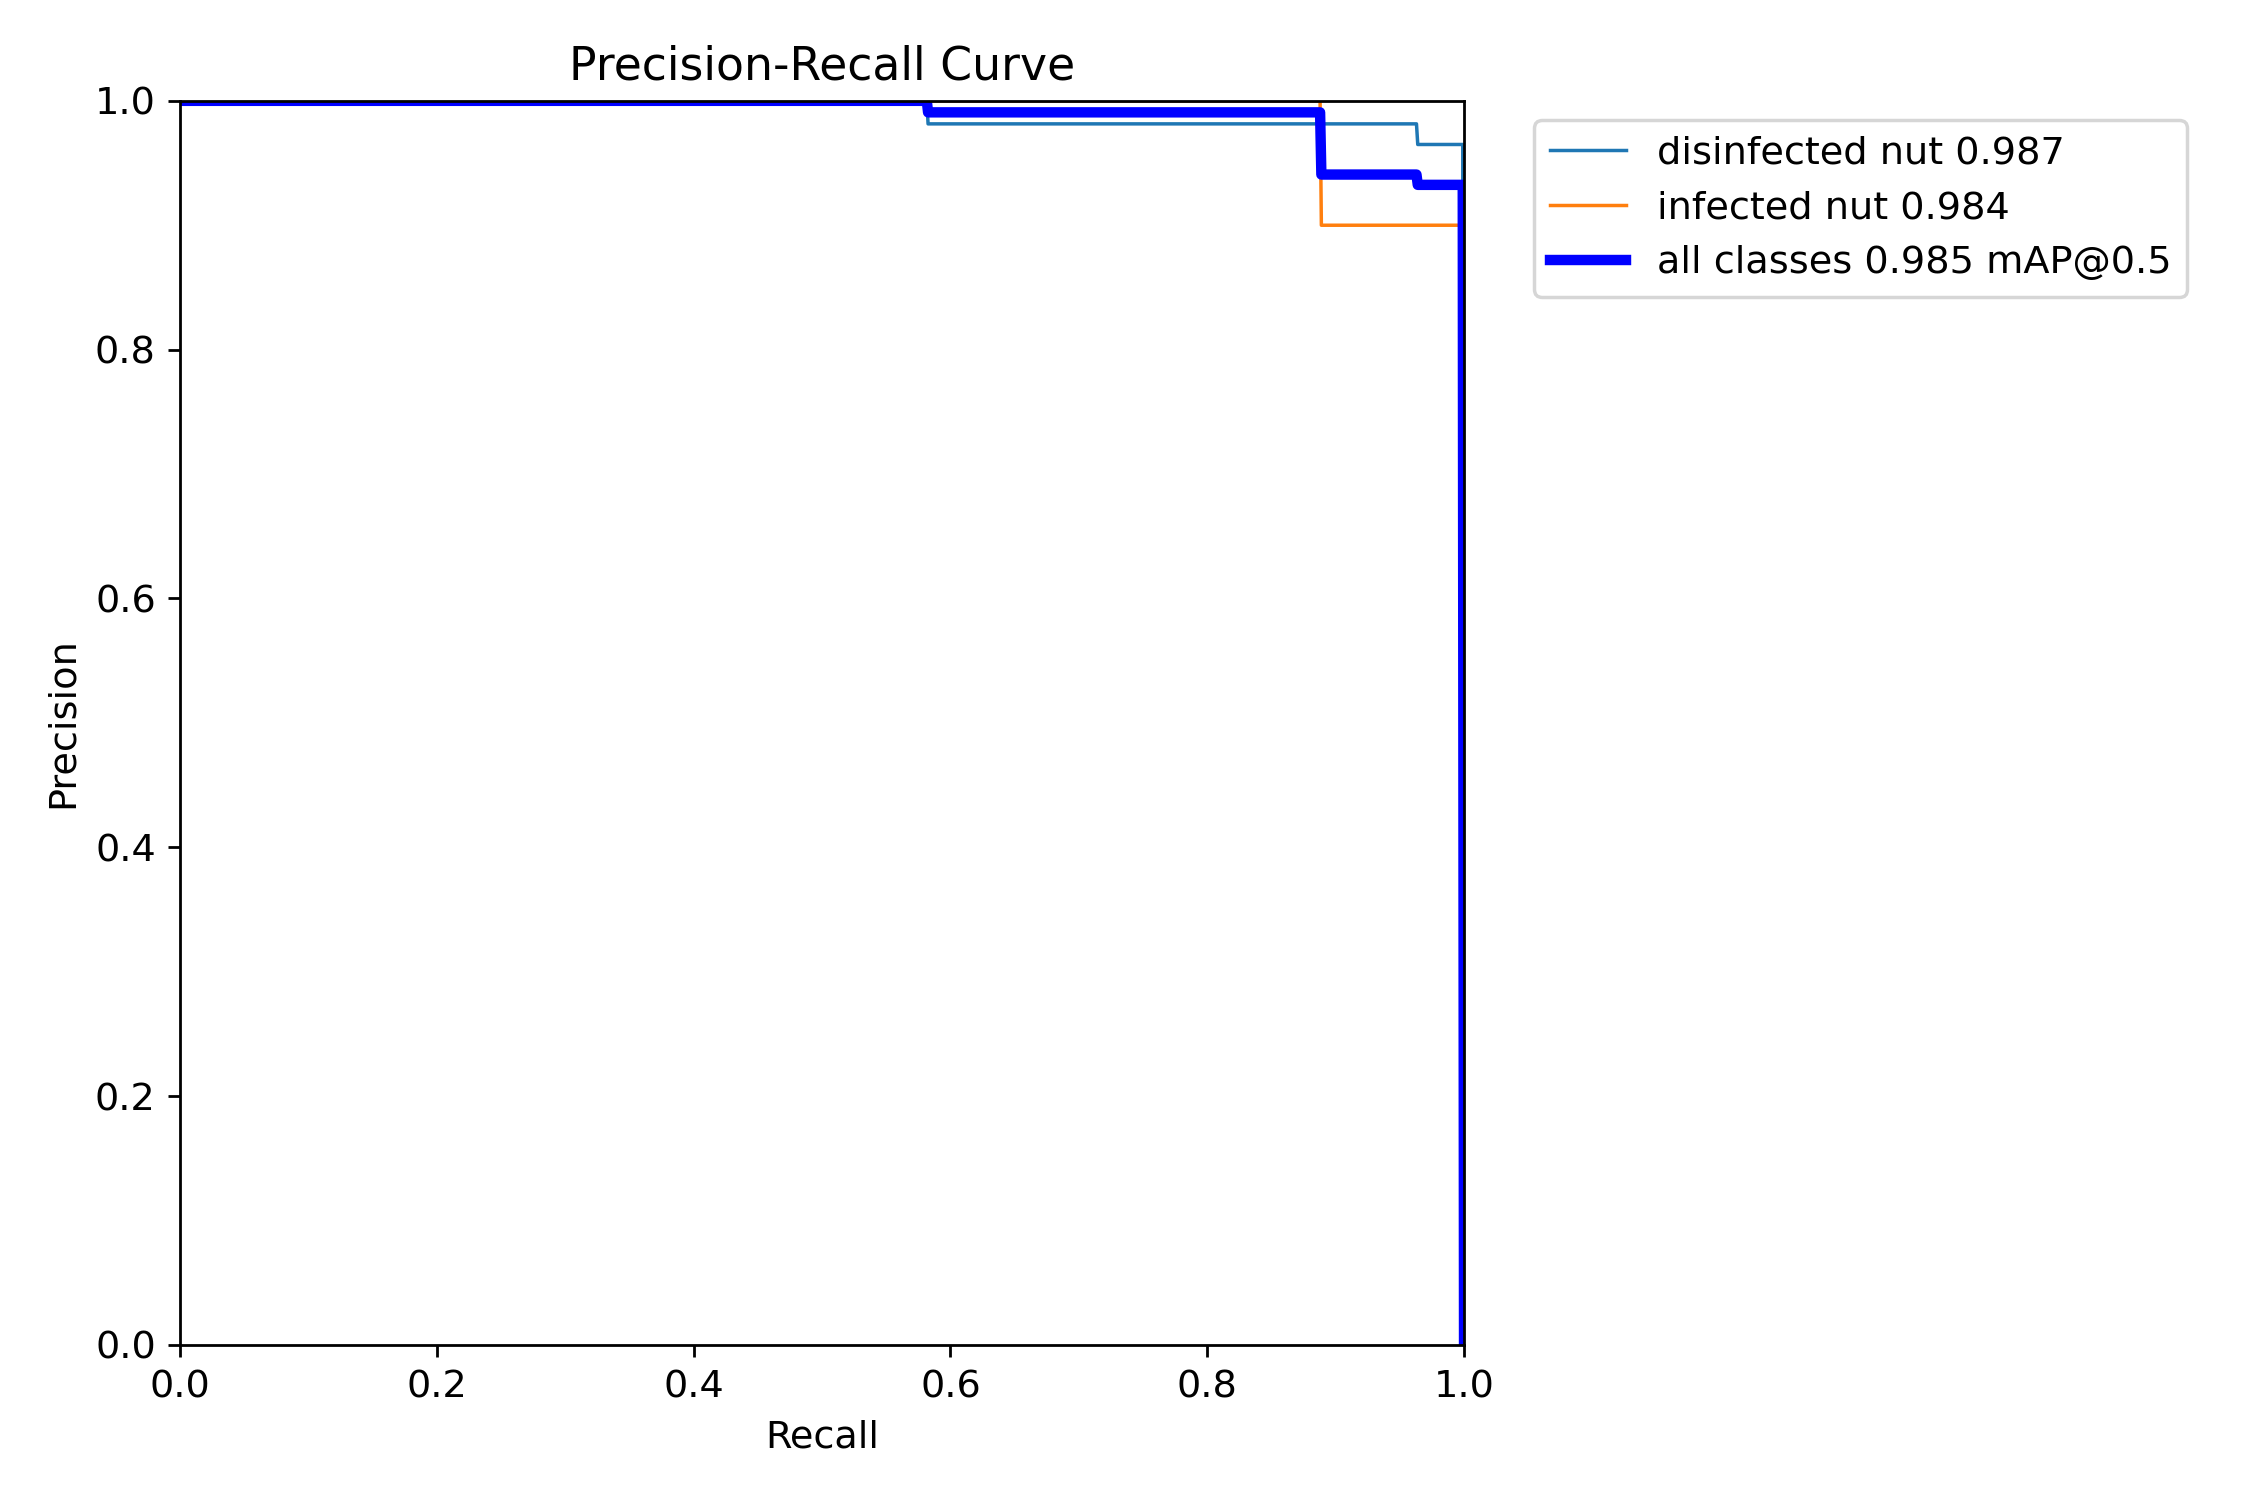 Precision-Recall Curve
1.0
0.8
0.6
0.4
0.2
0.0
Precision
0.0 0.2 0.4 0.6 0.8 1.0
Recall
disinfected nut 0.987
infected nut 0.984
all classes 0.985 mAP@0.5